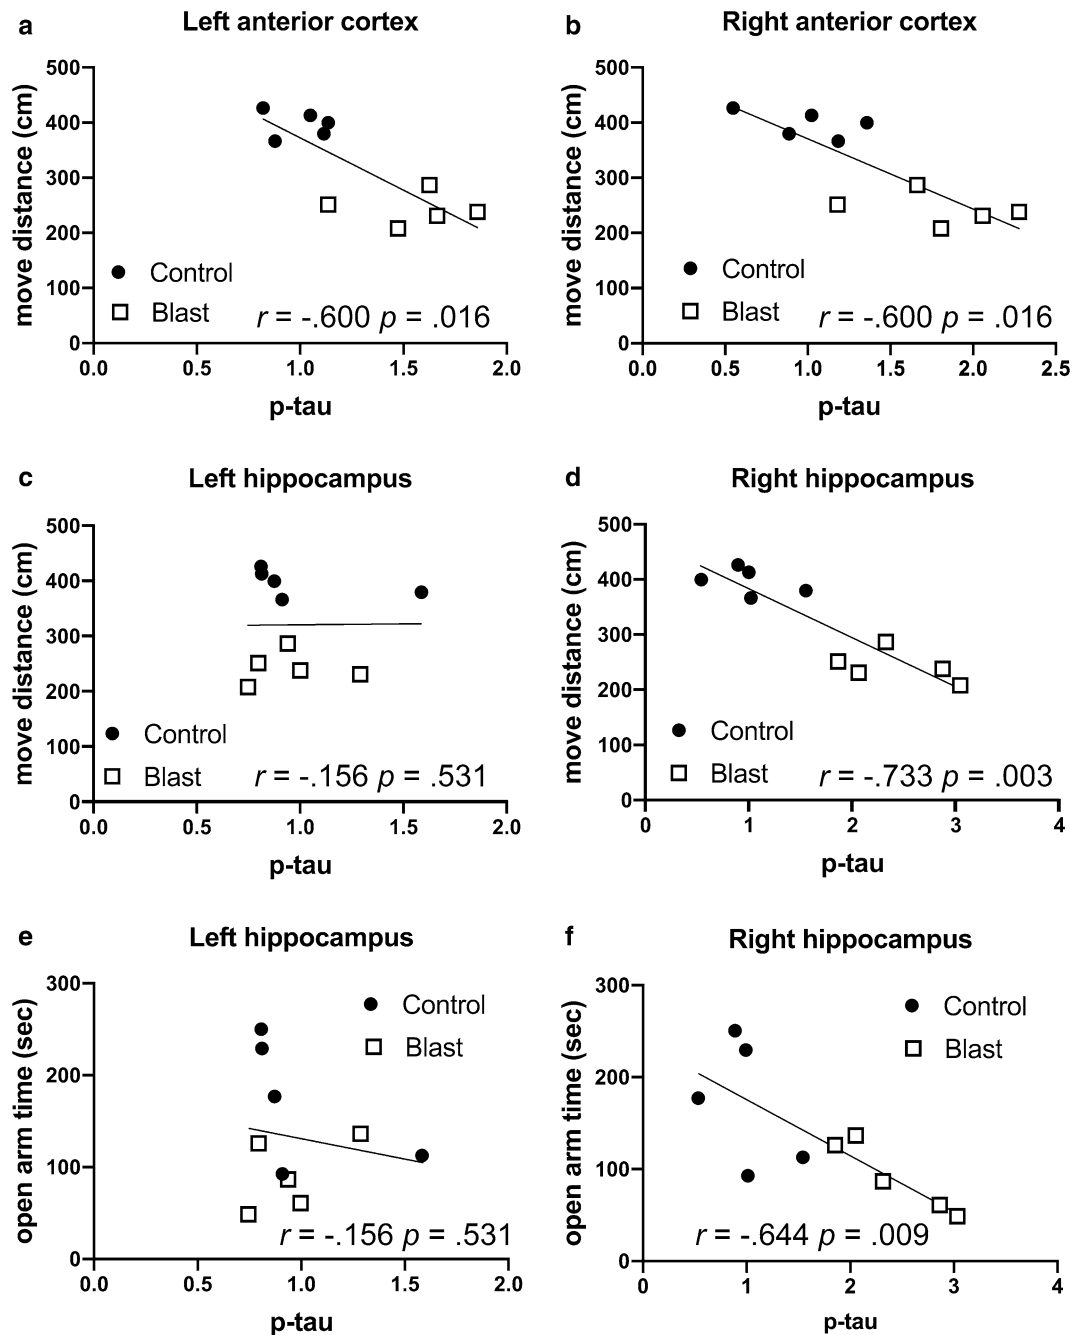 a
Left anterior cortex
move distance (cm)
500
400
300
200
100
0
Control
Blast
r = -.600 p = .016
0.0 0.5 1.0 1.5 2.0
p-tau
b
Right anterior cortex
move distance (cm)
500
400
300
200
100
0
Control
Blast
r = -.600 p = .016
0.0 0.5 1.0 1.5 2.0 2.5
p-tau
c
Left hippocampus
move distance (cm)
500
400
300
200
100
0
Control
Blast
r = -.156 p = .531
0.0 0.5 1.0 1.5 2.0
p-tau
d
Right hippocampus
move distance (cm)
500
400
300
200
100
0
Control
Blast
r = -.733 p = .003
0 1 2 3 4
p-tau
e
Left hippocampus
open arm time (sec)
300
200
100
0
Control
Blast
r = -.156 p = .531
0.0 0.5 1.0 1.5 2.0
p-tau
f
Right hippocampus
open arm time (sec)
300
200
100
0
Control
Blast
r = -.644 p = .009
0 1 2 3 4
p-tau